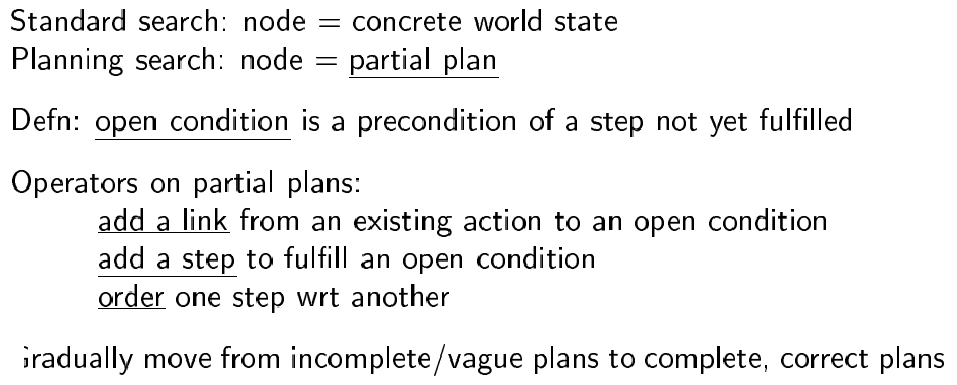 Standard search: node = concrete world state
Planning search: node = partial plan
Defn: open condition is a precondition of a step not yet fulfilled
Operators on partial plans:
add a link from an existing action to an open condition
add a step to fulfill an open condition
order one step wrt another
Gradually move from incomplete/vague plans to complete, correct plans